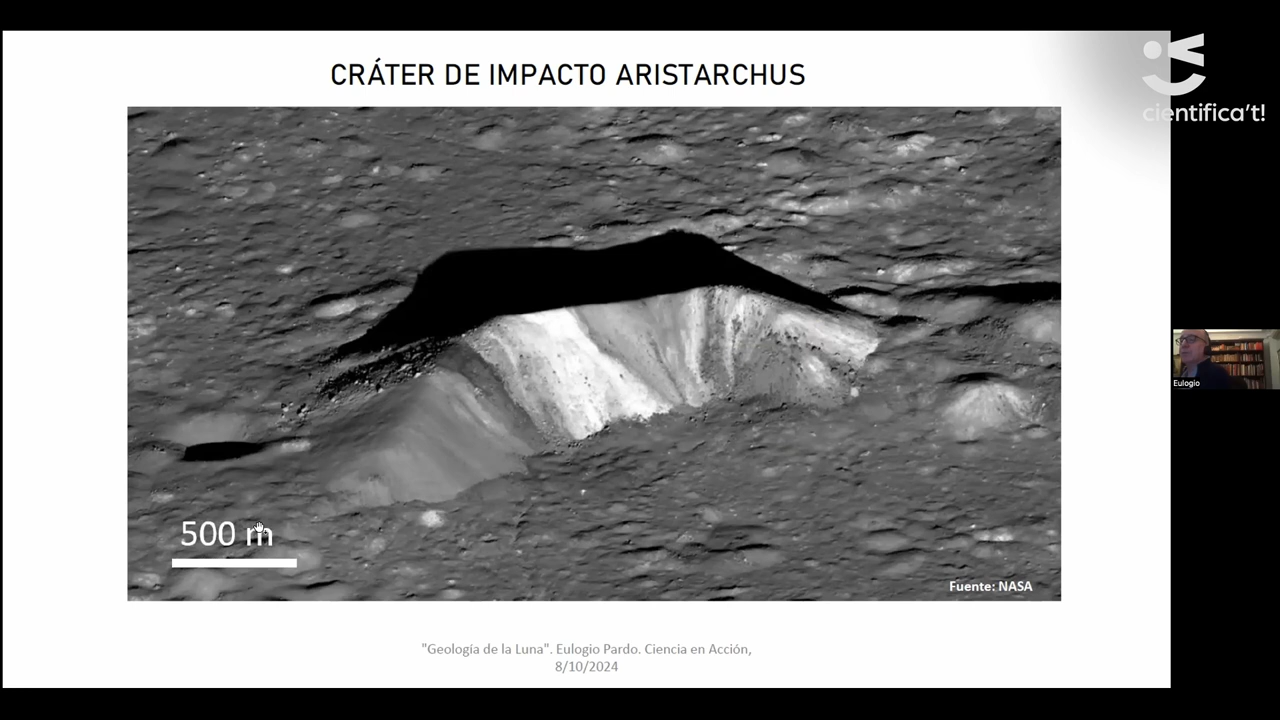 CRÁTER DE IMPACTO ARISTARCHUS
cientifica't!
Eulogio
500 m
Fuente: NASA
"Geología de la Luna". Eulogio Pardo. Ciencia en Acción,
8/10/2024